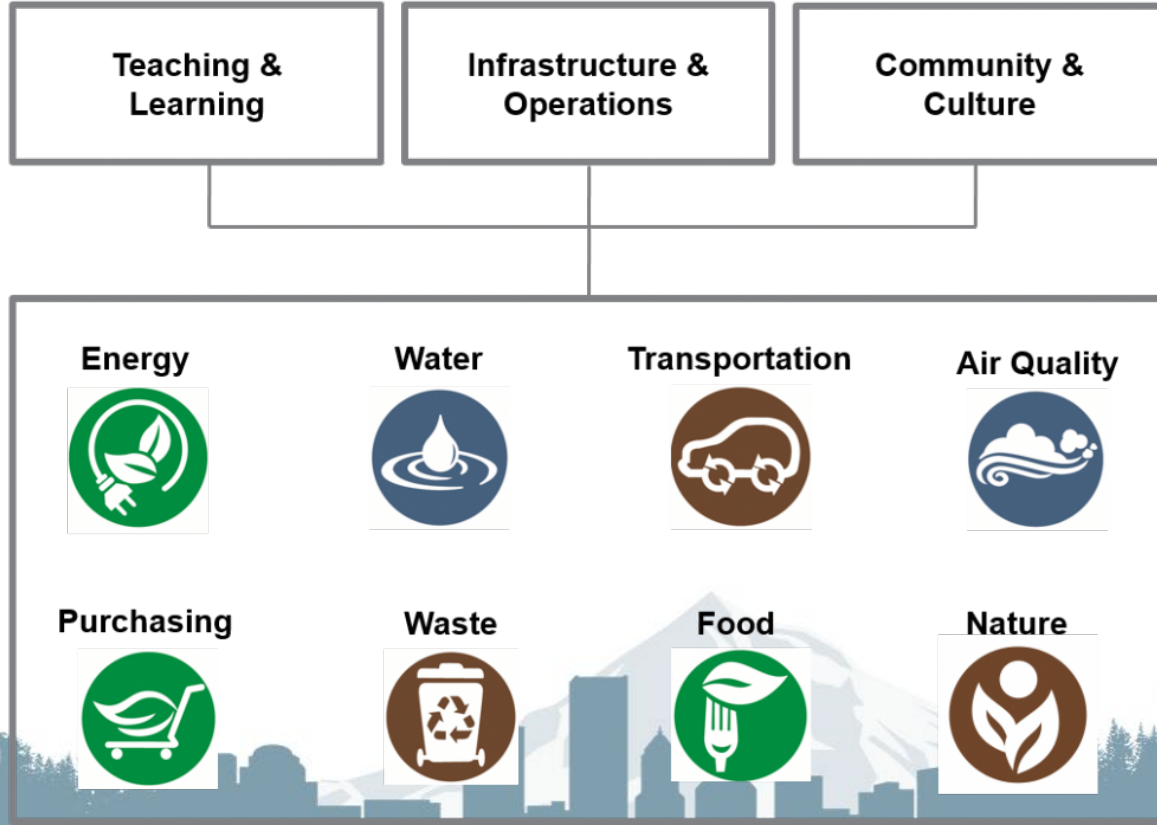 Teaching &
Learning
Infrastructure &
Operations
Community &
Culture
Energy
Water
Transportation
Air Quality
Purchasing
Waste
Food
Nature